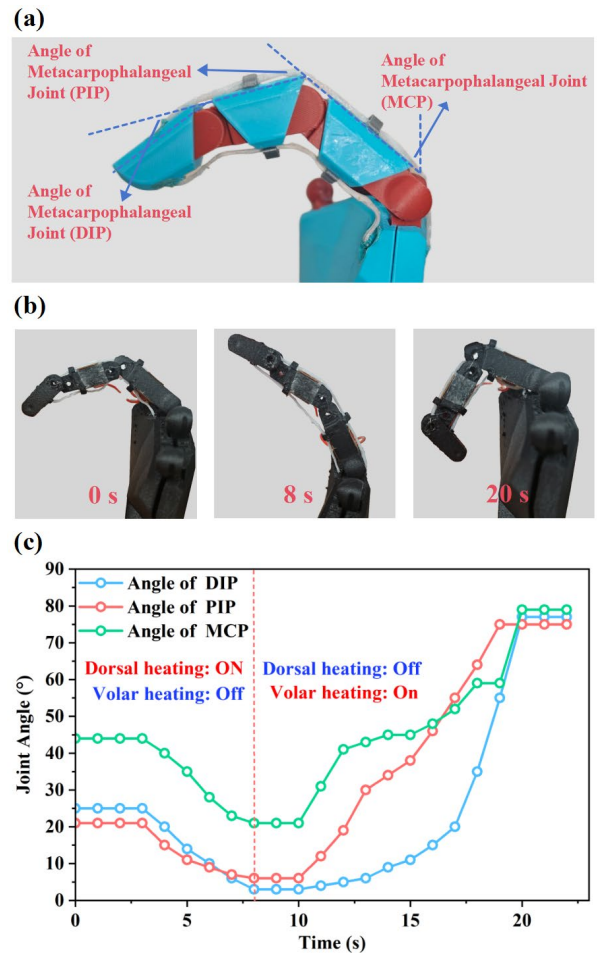 (a)
Angle of
Metacarpophalangeal
Joint (PIP)
Angle of
Metacarpophalangeal Joint
(MCP)
Angle of
Metacarpophalangeal
Joint (DIP)
(b)
0 s
8 s
20 s
(c)
90
80
70
60
50
40
30
20
10
0
Joint Angle (°)
Angle of DIP
Angle of PIP
Angle of MCP
Dorsal heating: ON
Volar heating: Off
Dorsal heating: Off
Volar heating: On
0
5
10
15
20
Time (s)